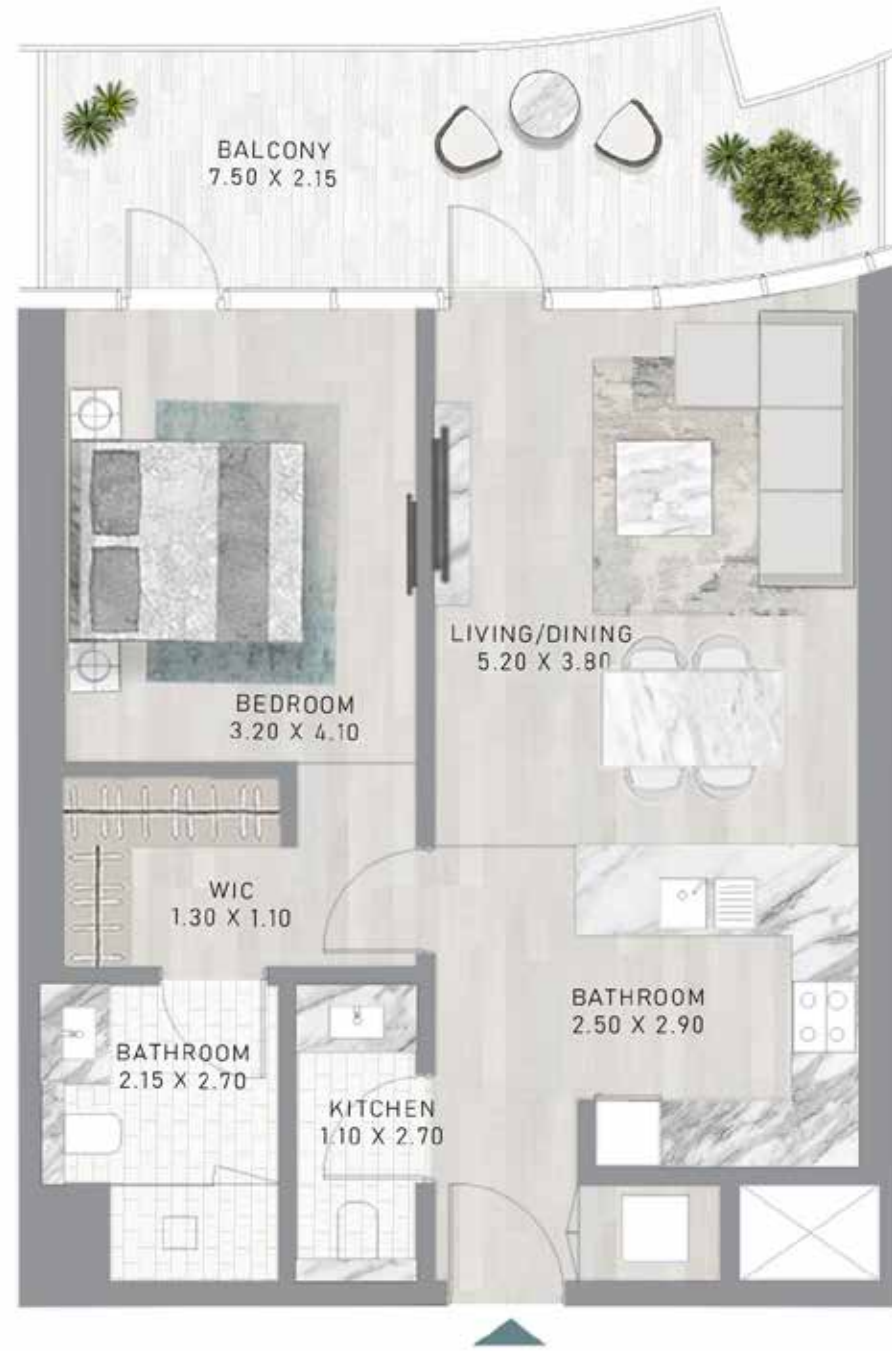 BALCONY
7.50 X 2.15
LIVING/DINING
5.20 X 3.80
BEDROOM
3.20 X 4.10
WIC
1.30 X 1.10
BATHROOM
2.50 X 2.90
BATHROOM
2.15 X 2.70
KITCHEN
1.10 X 2.70